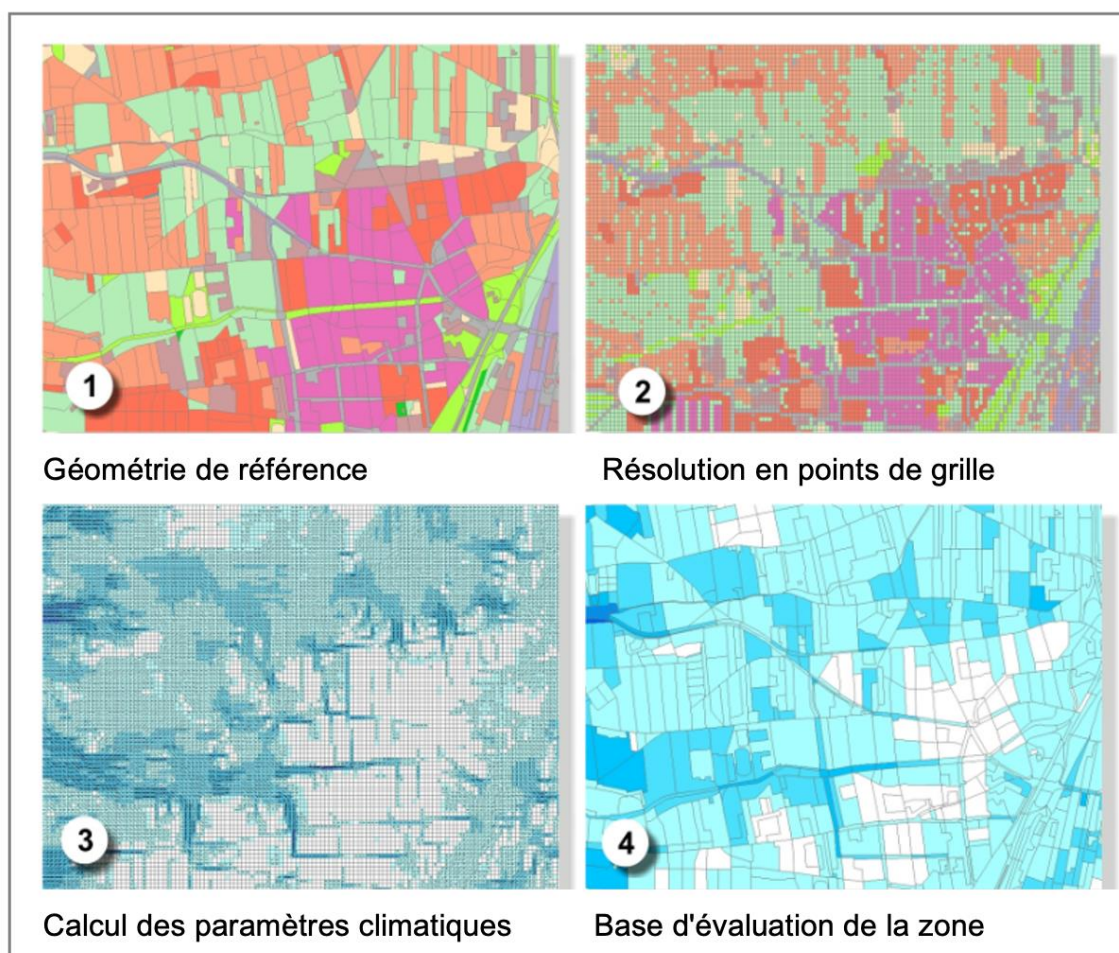 1
2
Géométrie de référence
Résolution en points de grille
3
4
Calcul des paramètres climatiques
Base d'évaluation de la zone